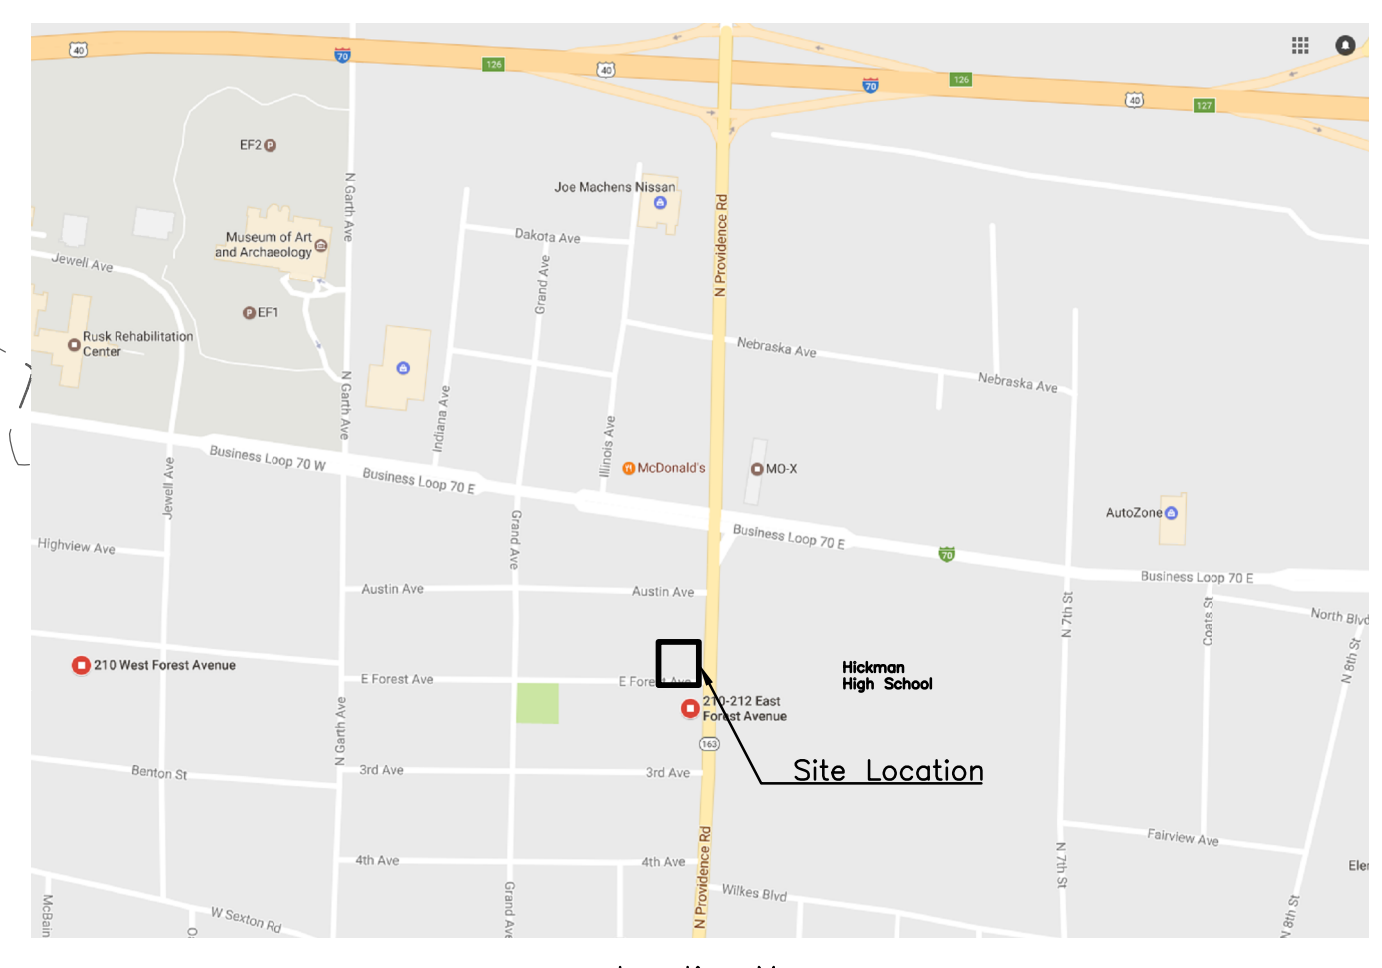 40
70
126
40
70
126
40
127
EF2
N Garth Ave
Joe Machens Nissan
N Providence Rd
Museum of Art
and Archaeology
Dakota Ave
Jewell Ave
Grand Ave
EF1
Rusk Rehabilitation
Center
Nebraska Ave
Nebraska Ave
N Garth Ave
Indiana Ave
Illinois Ave
Business Loop 70 W
Business Loop 70 E
McDonald's
MO-X
Jewell Ave
Grand Ave
AutoZone
Business Loop 70 E
70
Highview Ave
Business Loop 70 E
Austin Ave
Austin Ave
N 7th St
Coats St
North Blvd
N 8th St
210 West Forest Avenue
E Forest Ave
E Forest Ave
Hickman
High School
210-212 East
Forest Avenue
N Garth Ave
163
Benton St
3rd Ave
3rd Ave
Site Location
N Providence Rd
4th Ave
4th Ave
Fairview Ave
N 7th St
Wilkes Blvd
McBain
W Sexton Rd
Grand Ave
N 8th St